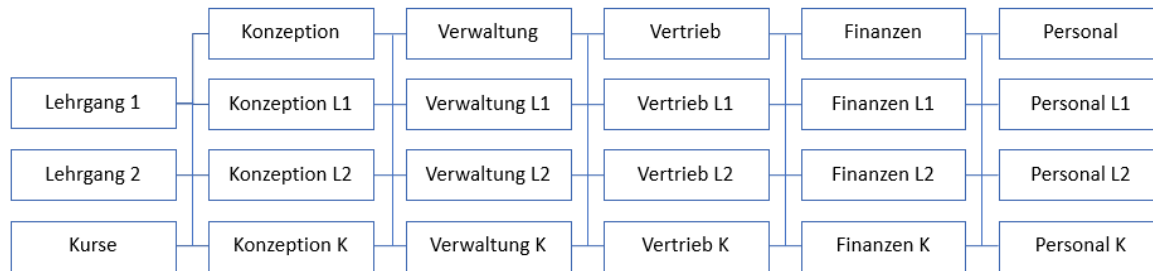 Konzeption
Verwaltung
Vertrieb
Finanzen
Personal
Lehrgang 1
Konzeption L1
Verwaltung L1
Vertrieb L1
Finanzen L1
Personal L1
Lehrgang 2
Konzeption L2
Verwaltung L2
Vertrieb L2
Finanzen L2
Personal L2
Kurse
Konzeption K
Verwaltung K
Vertrieb K
Finanzen K
Personal K